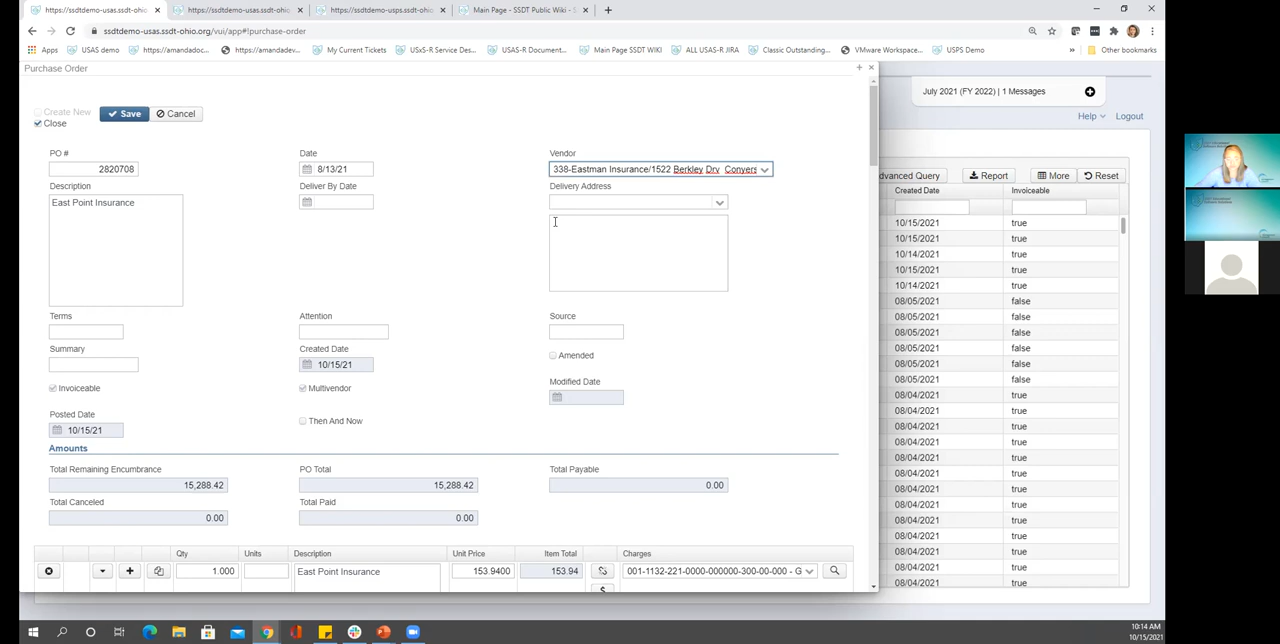 https://ssdtdemo-usas.ssdt-ohio
https://ssdtdemo-usas.ssdt-ohio.
https://ssdtdemo-usps.ssdt-ohio.
Main Page - SSDT Public Wiki - SS
ssdtdemo-usas.ssdt-ohio.org/vui/app#!purchase-order
Apps
USAS demo
https://amandadoc...
https://amandadev...
My Current Tickets
USxS-R Service Des...
USAS-R Document...
Main Page SSDT WIKI
ALL USAS-R JIRA
Classic Outstanding...
VMware Workspace...
USPS Demo
»
Other bookmarks
Purchase Order
July 2021 (FY 2022) | 1 Messages
Help
Logout
Create New
Close
Save
Cancel
PO #
2820708
Date
8/13/21
Vendor
338-Eastman Insurance/1522 Berkley Drv Conyers
Description
East Point Insurance
Deliver By Date
Delivery Address
Terms
Attention
Source
Summary
Created Date
10/15/21
Amended
Invoiceable
Multivendor
Modified Date
Posted Date
10/15/21
Then And Now
Amounts
Total Remaining Encumbrance
15,288.42
PO Total
15,288.42
Total Payable
0.00
Total Canceled
0.00
Total Paid
0.00
Qty
Units
Description
Unit Price
Item Total
Charges
1.000
East Point Insurance
153.9400
153.94
001-1132-221-0000-000000-300-00-000 - G
$
dvanced Query
Report
More
Reset
Created Date
Invoiceable
10/15/2021 true
10/15/2021 true
10/14/2021 true
10/15/2021 true
10/14/2021 true
08/05/2021 false
08/05/2021 false
08/05/2021 false
08/05/2021 false
08/05/2021 false
08/05/2021 false
08/04/2021 true
08/04/2021 true
08/04/2021 true
08/04/2021 true
08/04/2021 true
08/04/2021 true
08/04/2021 true
08/04/2021 true
08/04/2021 true
08/04/2021 true
08/04/2021 true
08/04/2021 true
08/04/2021 true
10:14 AM
10/15/2021